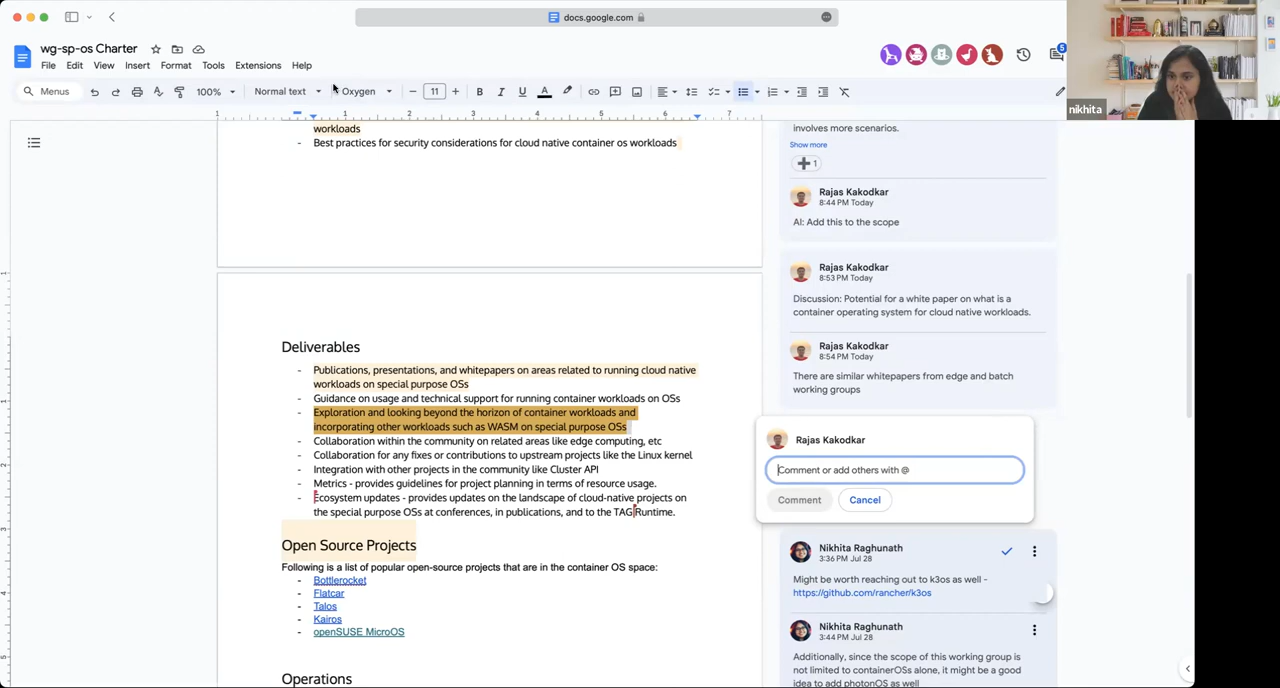 docs.google.com
wg-sp-os Charter
File Edit View Insert Format Tools Extensions Help
5
nikhita
Menus 100% Normal text Oxygen 11 B I U A
1 1 2 3 4 5 6 7
workloads
- Best practices for security considerations for cloud native container os workloads
Deliverables
- Publications, presentations, and whitepapers on areas related to running cloud native
workloads on special purpose OSs
- Guidance on usage and technical support for running container workloads on OSs
- Exploration and looking beyond the horizon of container workloads and
incorporating other workloads such as WASM on special purpose OSs
- Collaboration within the community on related areas like edge computing, etc
- Collaboration for any fixes or contributions to upstream projects like the Linux kernel
- Integration with other projects in the community like Cluster API
- Metrics - provides guidelines for project planning in terms of resource usage.
- Ecosystem updates - provides updates on the landscape of cloud-native projects on
the special purpose OSs at conferences, in publications, and to the TAG Runtime.
Open Source Projects
Following is a list of popular open-source projects that are in the container OS space:
- Bottlerocket
- Flatcar
- Talos
- Kairos
- openSUSE MicroOS
Operations
involves more scenarios.
Show more
1
Rajas Kakodkar
8:44 PM Today
AI: Add this to the scope
Rajas Kakodkar
8:53 PM Today
Discussion: Potential for a white paper on what is a
container operating system for cloud native workloads.
Rajas Kakodkar
8:54 PM Today
There are similar whitepapers from edge and batch
working groups
Rajas Kakodkar
Comment or add others with @
Comment Cancel
Nikhita Raghunath
3:36 PM Jul 28
Might be worth reaching out to k3os as well -
https://github.com/rancher/k3os
Nikhita Raghunath
3:44 PM Jul 28
Additionally, since the scope of this working group is
not limited to containerOSs alone, it might be a good
idea to add photonOS as well